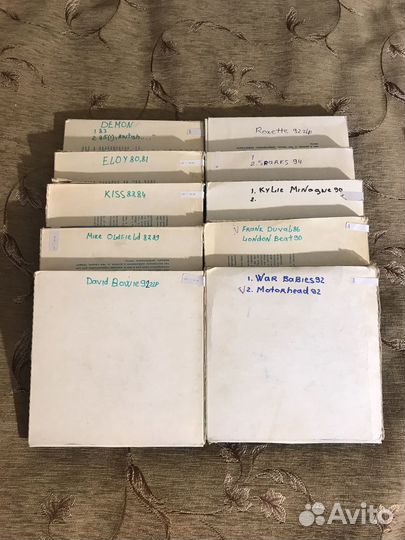 DEMON
1 83
ELOY 80,81
KISS 82 84
Mike Oldfield 82 89
David Bowie 92 2LP
Roxette 92 2LP
1
2. SPARKS 94
1. Kylie Minogue 90
2.
√ Frank Duval 86
London Beat 90
1. War Babies 92
√2. Motorhead 92
Avito